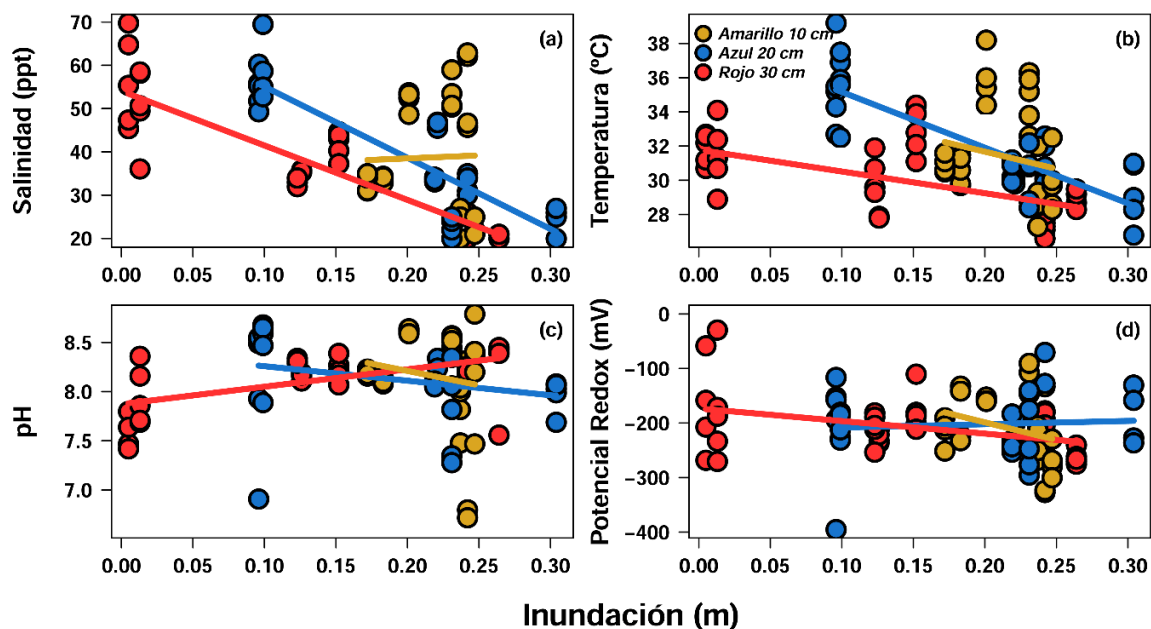 Salinidad (ppt)
70
60
50
40
30
20
(a)
0.00 0.05 0.10 0.15 0.20 0.25 0.30
Temperatura (ºC)
38
36
34
32
30
28
Amarillo 10 cm
Azul 20 cm
Rojo 30 cm
(b)
0.00 0.05 0.10 0.15 0.20 0.25 0.30
pH
8.5
8.0
7.5
7.0
(c)
0.00 0.05 0.10 0.15 0.20 0.25 0.30
Potencial Redox (mV)
0
−100
−200
−300
−400
(d)
0.00 0.05 0.10 0.15 0.20 0.25 0.30
Inundación (m)